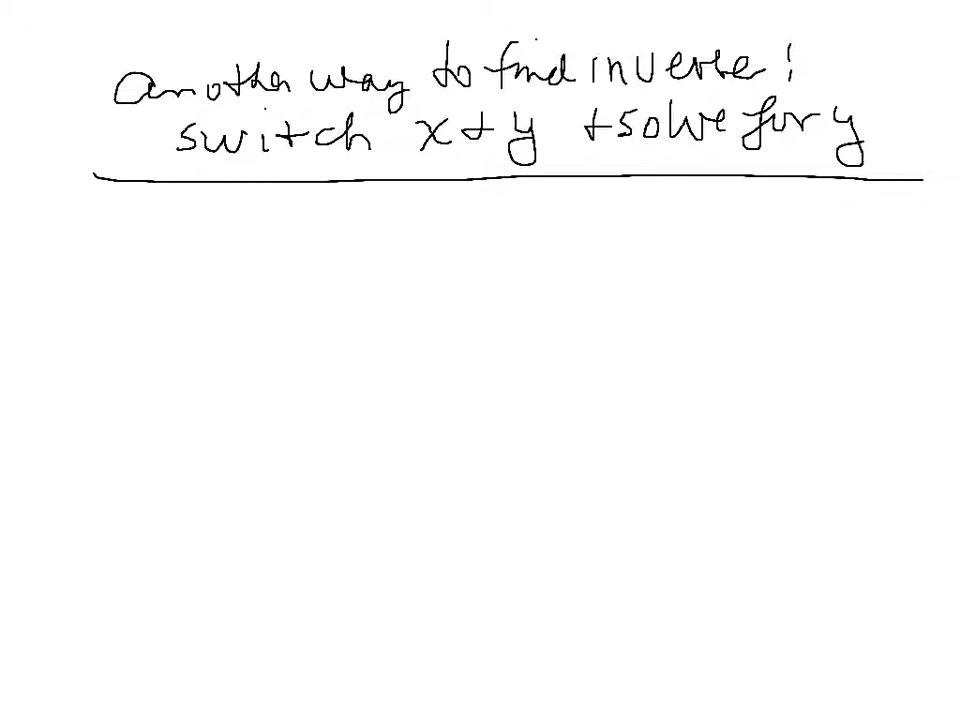 another way to find inverse:
switch x + y + solve for y